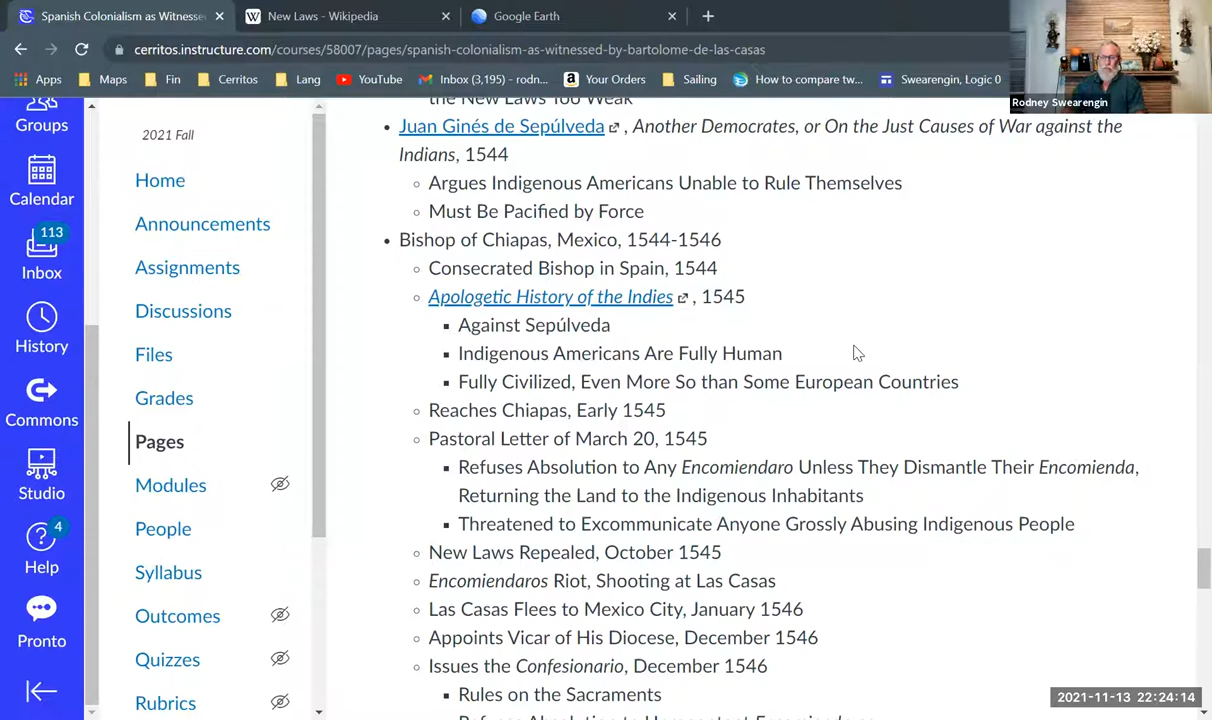 Spanish Colonialism as Witnesse
New Laws - Wikipedia
Google Earth
cerritos.instructure.com/courses/58007/pages/spanish-colonialism-as-witnessed-by-bartolome-de-las-casas
Apps
Maps
Fin
Cerritos
Lang
YouTube
Inbox (3,195) - rodn...
Your Orders
Sailing
How to compare tw...
Swearengin, Logic 0
Rodney Swearengin
Groups
Calendar
113
Inbox
History
Commons
Studio
4
Help
Pronto
2021 Fall
Home
Announcements
Assignments
Discussions
Files
Grades
Pages
Modules
People
Syllabus
Outcomes
Quizzes
Rubrics
the New Laws Too Weak
• Juan Ginés de Sepúlveda , Another Democrates, or On the Just Causes of War against the
Indians, 1544
Argues Indigenous Americans Unable to Rule Themselves
Must Be Pacified by Force
• Bishop of Chiapas, Mexico, 1544-1546
Consecrated Bishop in Spain, 1544
Apologetic History of the Indies , 1545
Against Sepúlveda
Indigenous Americans Are Fully Human
Fully Civilized, Even More So than Some European Countries
Reaches Chiapas, Early 1545
Pastoral Letter of March 20, 1545
Refuses Absolution to Any Encomiendaro Unless They Dismantle Their Encomienda,
Returning the Land to the Indigenous Inhabitants
Threatened to Excommunicate Anyone Grossly Abusing Indigenous People
New Laws Repealed, October 1545
Encomiendaros Riot, Shooting at Las Casas
Las Casas Flees to Mexico City, January 1546
Appoints Vicar of His Diocese, December 1546
Issues the Confesionario, December 1546
Rules on the Sacraments
2021-11-13 22:24:14